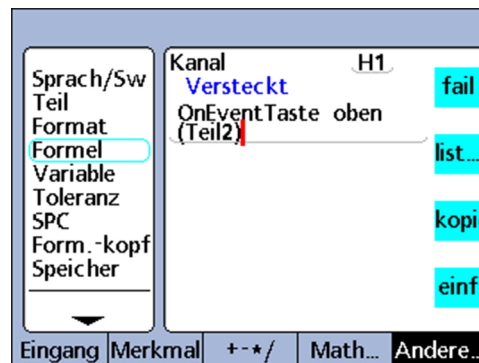 Sprach/Sw
Teil
Format
Formel
Variable
Toleranz
SPC
Form.-kopf
Speicher
Kanal H1
Versteckt
OnEventTaste oben
(Teil2)
fail
list...
kopi
einf
Eingang Merkmal +-*/ Math... Andere...